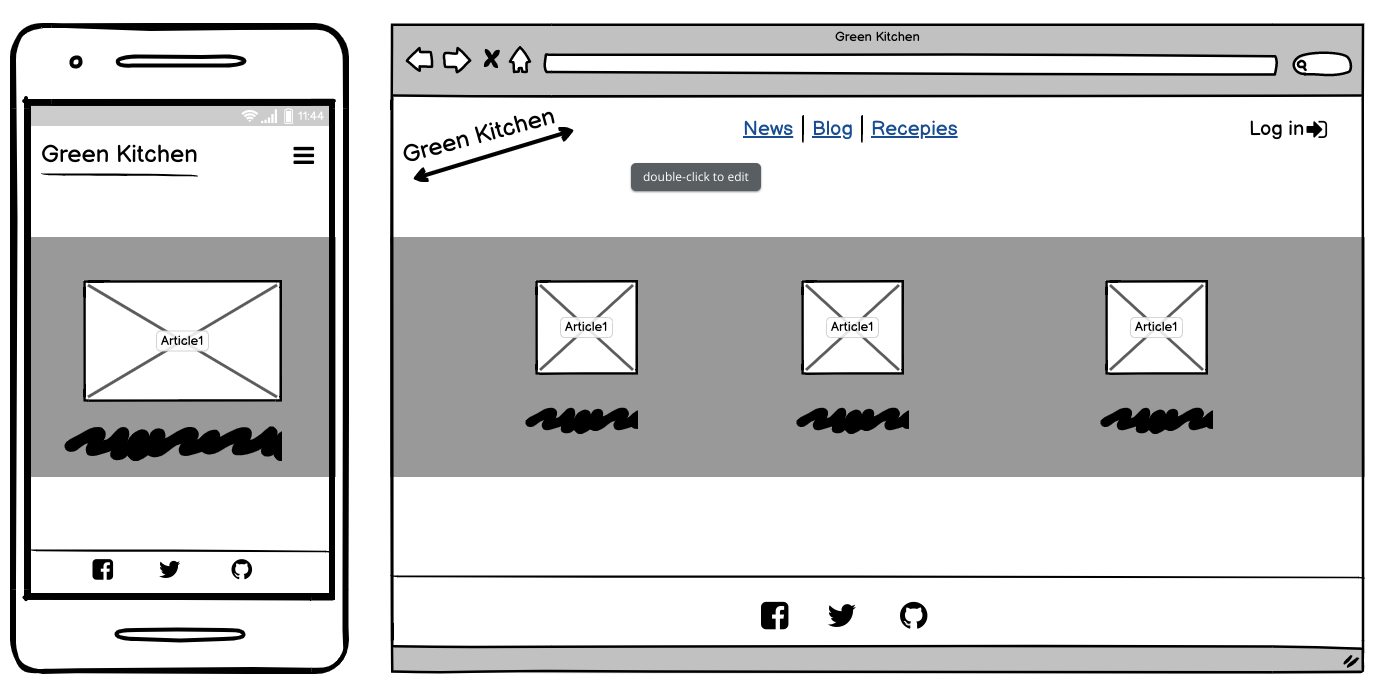 11:44
Green Kitchen
Article1
Green Kitchen
Green Kitchen
News Blog Recepies
Log in
double-click to edit
Article1 Article1 Article1